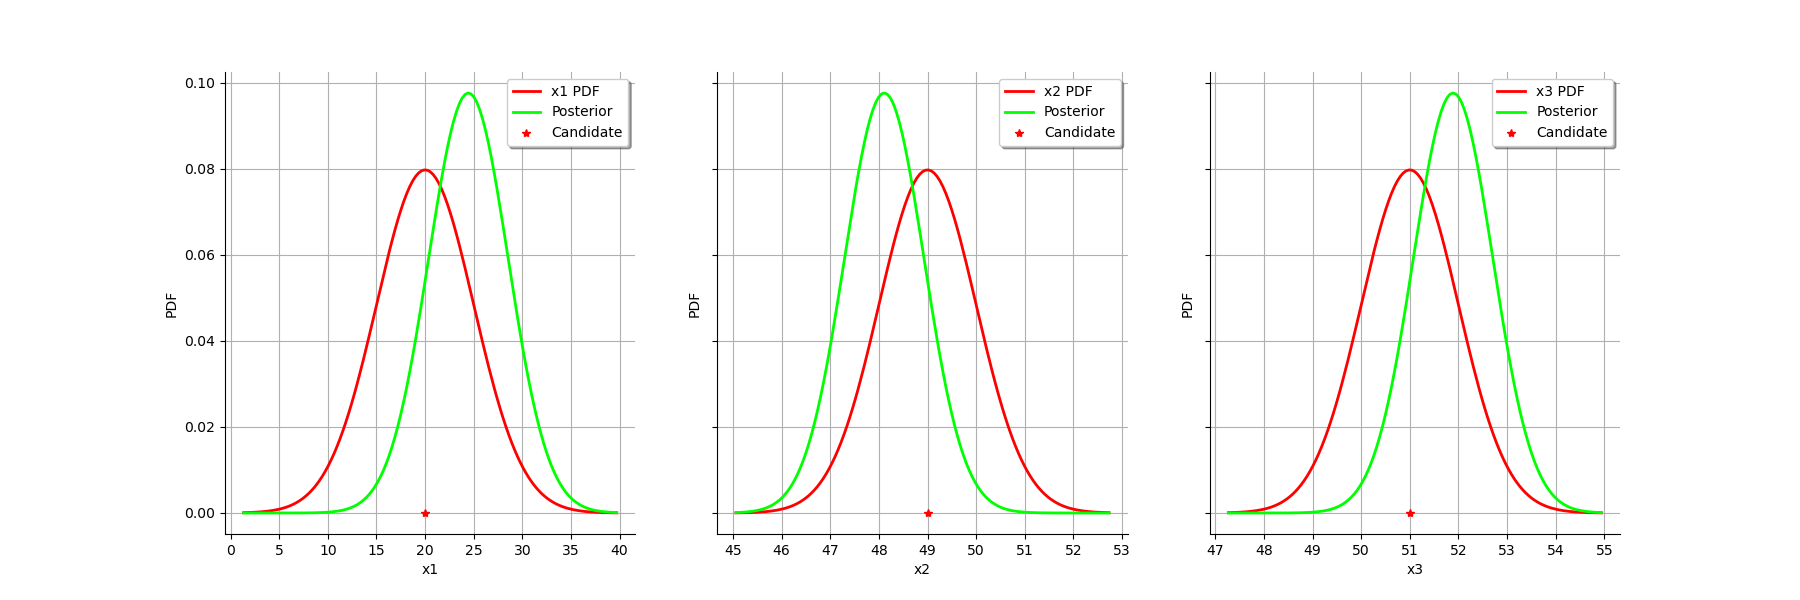 0.10
0.08
0.06
0.04
0.02
0.00
PDF
0 5 10 15 20 25 30 35 40
x1
x1 PDF
Posterior
Candidate
PDF
45 46 47 48 49 50 51 52 53
x2
x2 PDF
Posterior
Candidate
PDF
47 48 49 50 51 52 53 54 55
x3
x3 PDF
Posterior
Candidate